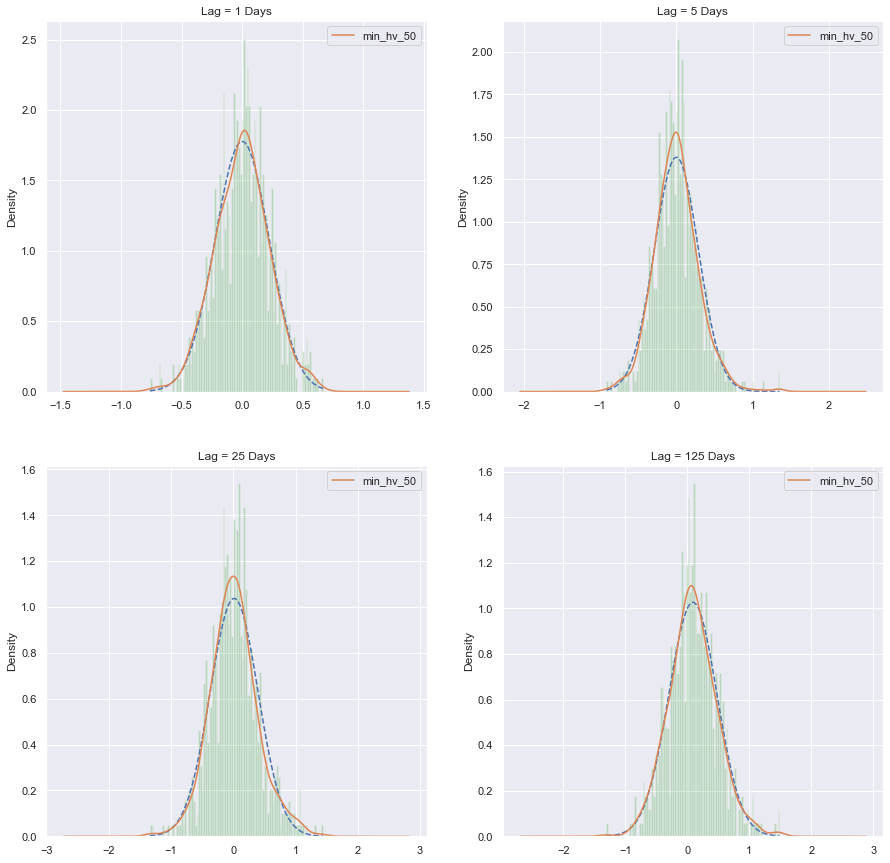 Lag = 1 Days
min_hv_50
Density
2.5
2.0
1.5
1.0
0.5
0.0
−1.5 −1.0 −0.5 0.0 0.5 1.0 1.5
Lag = 5 Days
min_hv_50
Density
2.00
1.75
1.50
1.25
1.00
0.75
0.50
0.25
0.00
−2 −1 0 1 2
Lag = 25 Days
min_hv_50
Density
1.6
1.4
1.2
1.0
0.8
0.6
0.4
0.2
0.0
−3 −2 −1 0 1 2 3
Lag = 125 Days
min_hv_50
Density
1.6
1.4
1.2
1.0
0.8
0.6
0.4
0.2
0.0
−2 −1 0 1 2 3